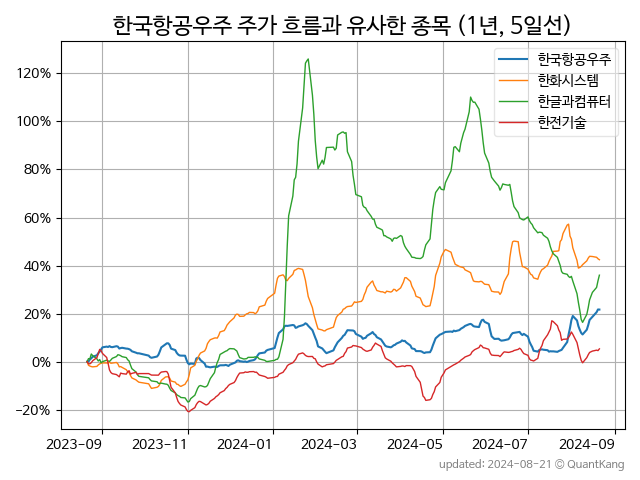 한국항공우주 주가 흐름과 유사한 종목 (1년, 5일선)
한국항공우주
한화시스템
한글과컴퓨터
한전기술
120%
100%
80%
60%
40%
20%
0%
−20%
2023-09
2023-11
2024-01
2024-03
2024-05
2024-07
2024-09
updated: 2024-08-21 © QuantKang